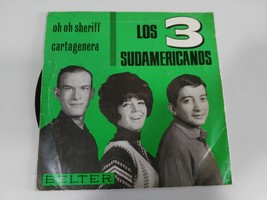 oh oh sheriff
cartagenera
LOS 3
SUDAMERICANOS
BELTER